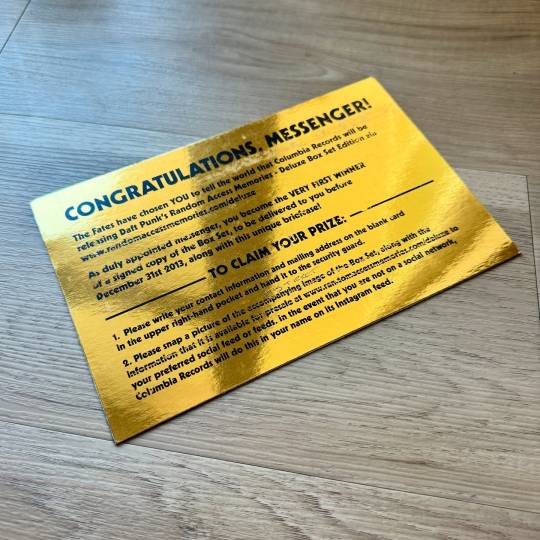 CONGRATULATIONS, MESSENGER!
The Fates have chosen YOU to tell the world that Columbia Records will be
releasing Daft Punk's Random Access Memories - Deluxe Box Set Edition via
www.randomaccessmemories.com/deluxe
As duly appointed messenger, you become the VERY FIRST WINNER
of a signed copy of the Box Set, to be delivered to you before
December 31st 2013, along with this unique briefcase!
TO CLAIM YOUR PRIZE:
1. Please write your contact information and mailing address on the blank card
in the upper right-hand pocket and hand it to the security guard.
2. Please snap a picture of the accompanying image of the Box Set, along with the
information that it is available for presale at www.randomaccessmemories.com/deluxe to
your preferred social feed or feeds. In the event that you are not on a social network,
Columbia Records will do this in your name on its Instagram feed.